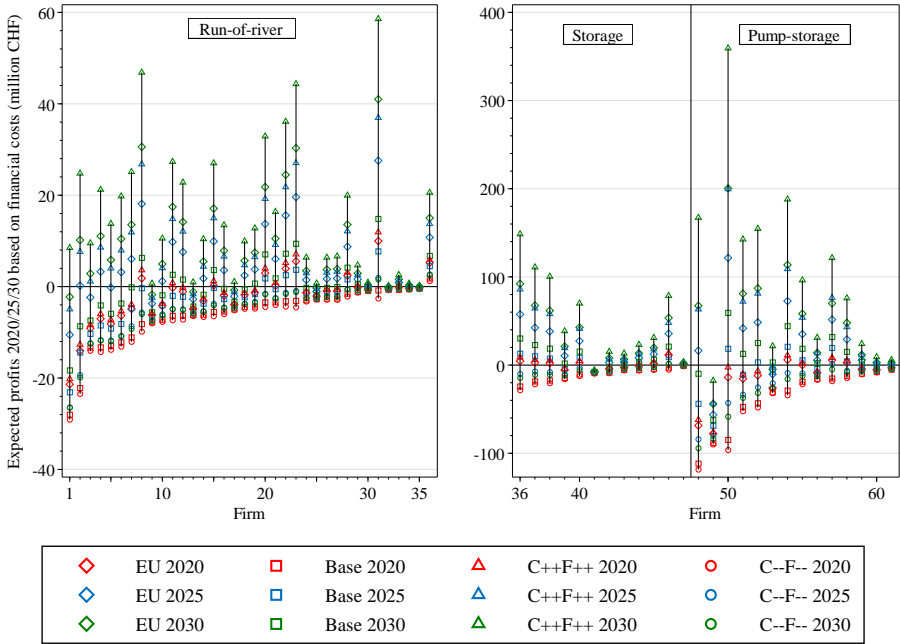 Expected profits 2020/25/30 based on financial costs (million CHF)
60
40
20
0
-20
-40
Run-of-river
1
10
20
30
35
Firm
400
300
200
100
0
-100
Storage
Pump-storage
36
40
50
60
Firm
EU 2020
Base 2020
C++F++ 2020
C--F-- 2020
EU 2025
Base 2025
C++F++ 2025
C--F-- 2025
EU 2030
Base 2030
C++F++ 2030
C--F-- 2030